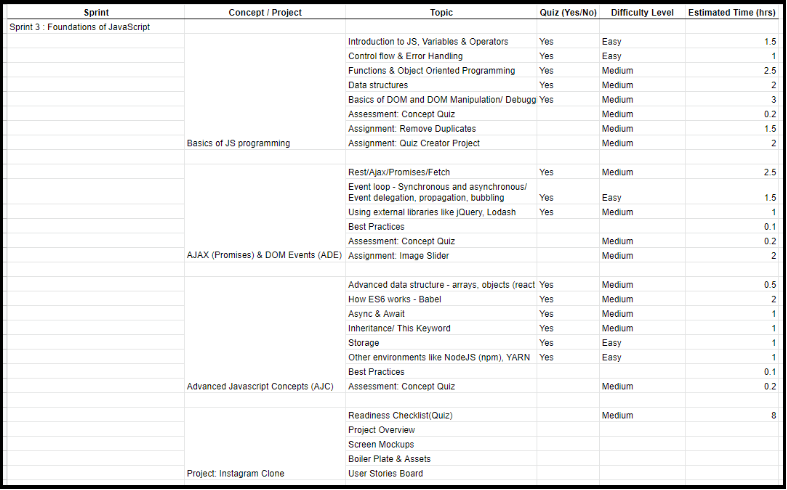 Sprint Concept / Project Topic Quiz (Yes/No) Difficulty Level Estimated Time (hrs)
Sprint 3 : Foundations of JavaScript
Introduction to JS, Variables & Operators Yes Easy 1.5
Control flow & Error Handling Yes Easy 1
Functions & Object Oriented Programming Yes Medium 2.5
Data structures Yes Medium 2
Basics of DOM and DOM Manipulation/ Debugg Yes Medium 3
Assessment: Concept Quiz Medium 0.2
Assignment: Remove Duplicates Medium 1.5
Basics of JS programming Assignment: Quiz Creator Project Medium 2
Rest/Ajax/Promises/Fetch Yes Medium 2.5
Event loop - Synchronous and asynchronous/
Event delegation, propagation, bubbling Yes Easy 1.5
Using external libraries like jQuery, Lodash Yes Medium 1
Best Practices 0.1
Assessment: Concept Quiz Medium 0.2
AJAX (Promises) & DOM Events (ADE) Assignment: Image Slider Medium 2
Advanced data structure - arrays, objects (react Yes Medium 0.5
How ES6 works - Babel Yes Medium 2
Async & Await Yes Medium 1
Inheritance/ This Keyword Yes Medium 1
Storage Yes Easy 1
Other environments like NodeJS (npm), YARN Yes Easy 1
Best Practices 0.1
Advanced Javascript Concepts (AJC) Assessment: Concept Quiz Medium 0.2
Readiness Checklist(Quiz) Medium 8
Project Overview
Screen Mockups
Boiler Plate & Assets
Project: Instagram Clone User Stories Board